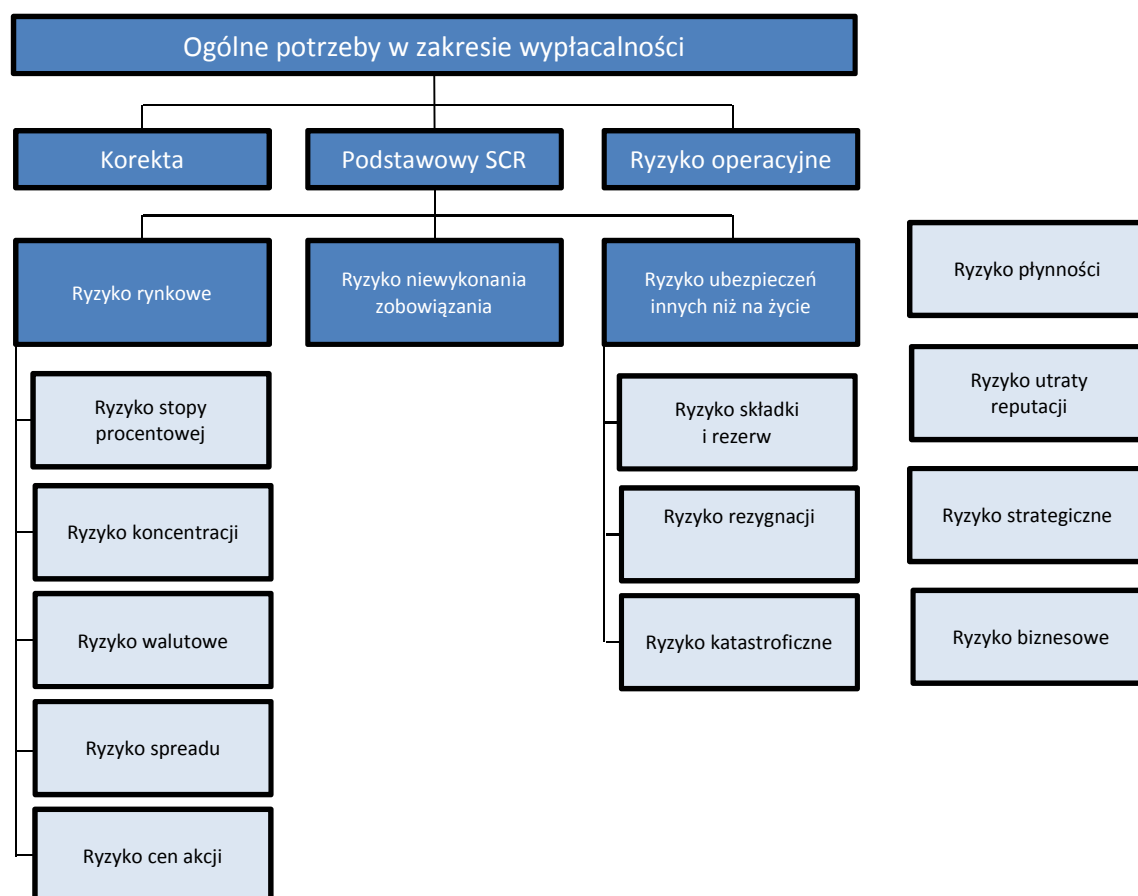 Ogólne potrzeby w zakresie wypłacalności
Korekta
Podstawowy SCR
Ryzyko operacyjne
Ryzyko rynkowe
Ryzyko niewykonania
zobowiązania
Ryzyko ubezpieczeń
innych niż na życie
Ryzyko płynności
Ryzyko stopy
procentowej
Ryzyko składki
i rezerw
Ryzyko utraty
reputacji
Ryzyko koncentracji
Ryzyko rezygnacji
Ryzyko strategiczne
Ryzyko walutowe
Ryzyko katastroficzne
Ryzyko biznesowe
Ryzyko spreadu
Ryzyko cen akcji